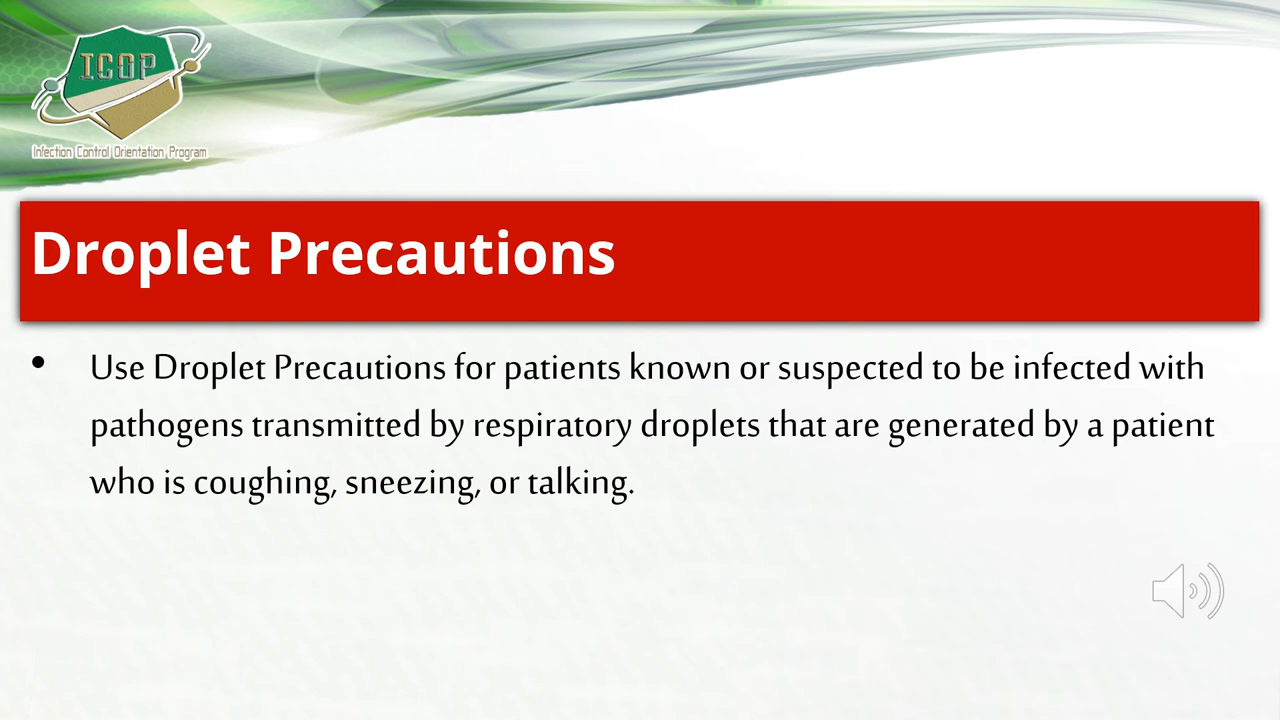 ICOP
Infection Control Orientation Program
Droplet Precautions
• Use Droplet Precautions for patients known or suspected to be infected with
pathogens transmitted by respiratory droplets that are generated by a patient
who is coughing, sneezing, or talking.